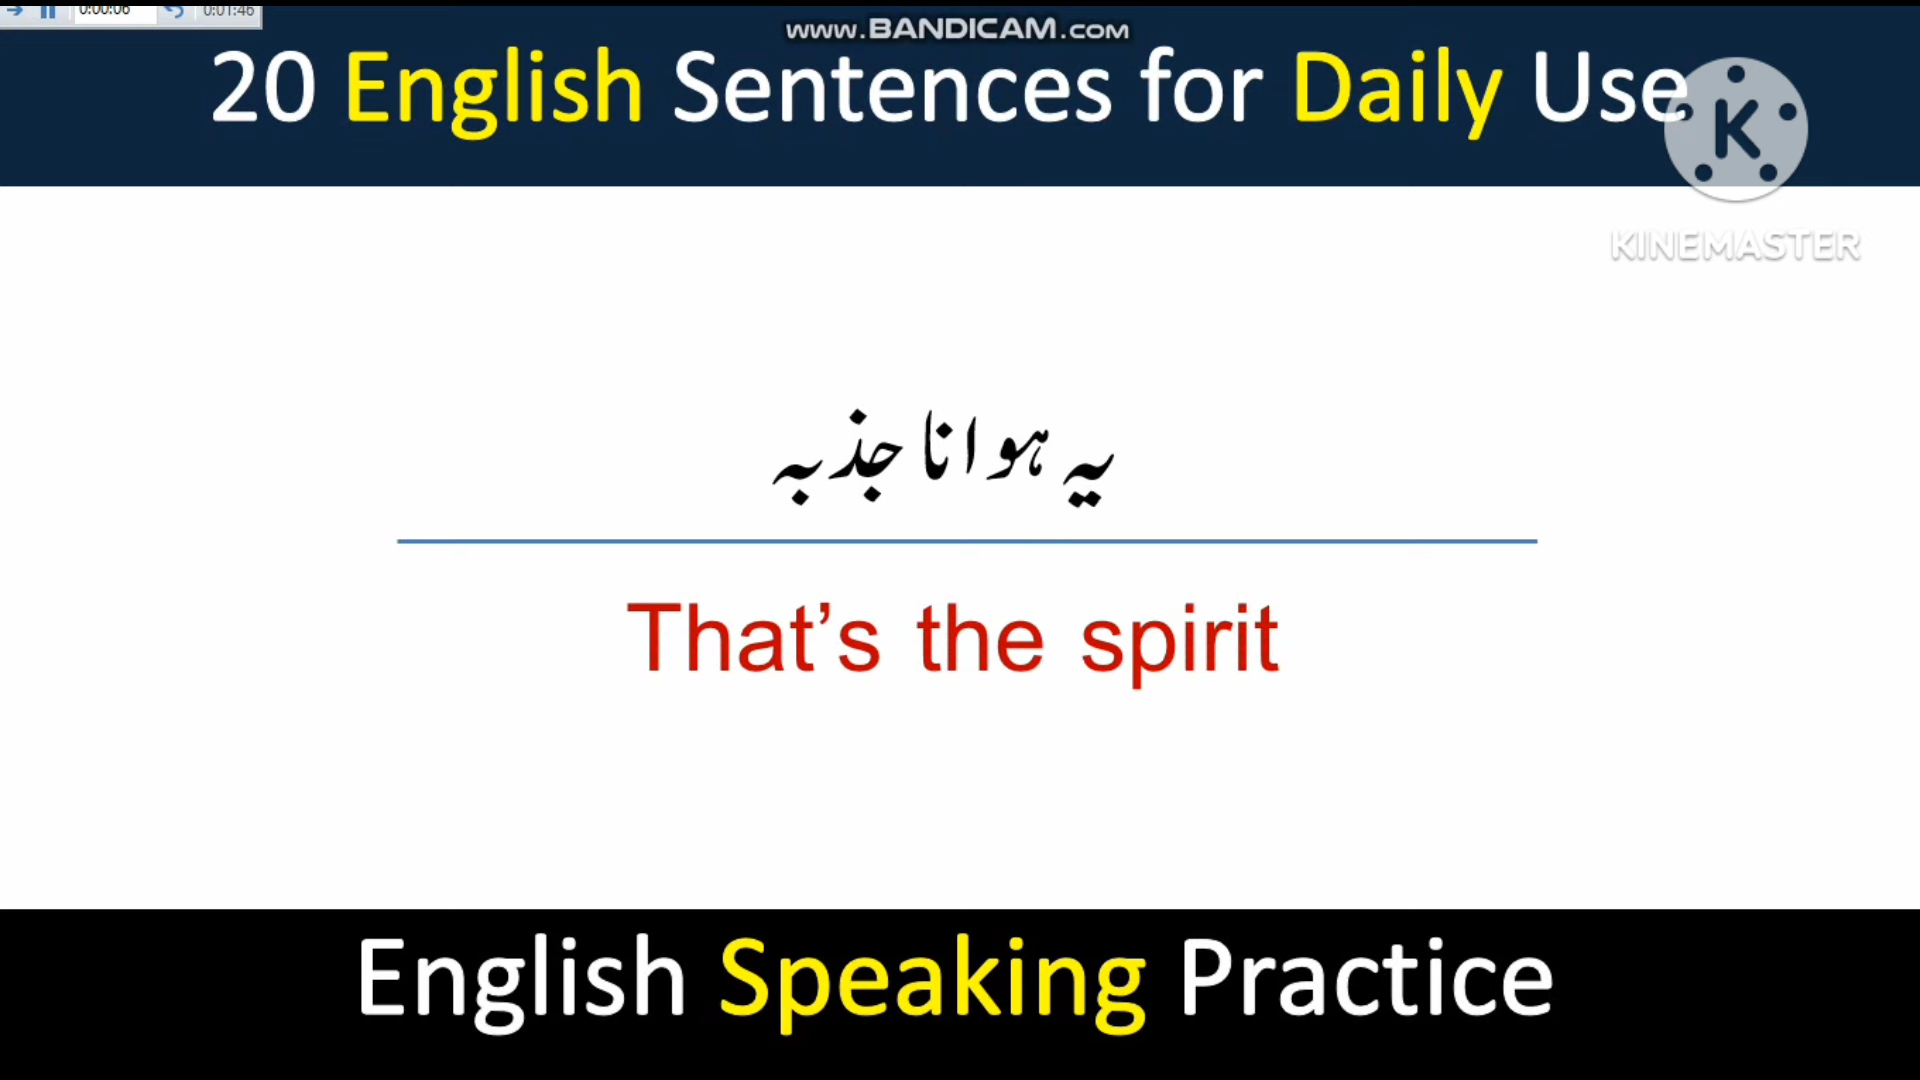 0:00:06 0:01:46
www.BANDICAM.com
20 English Sentences for Daily Use
K
KINEMASTER
یہ ہوا نا جذبہ
That’s the spirit
English Speaking Practice